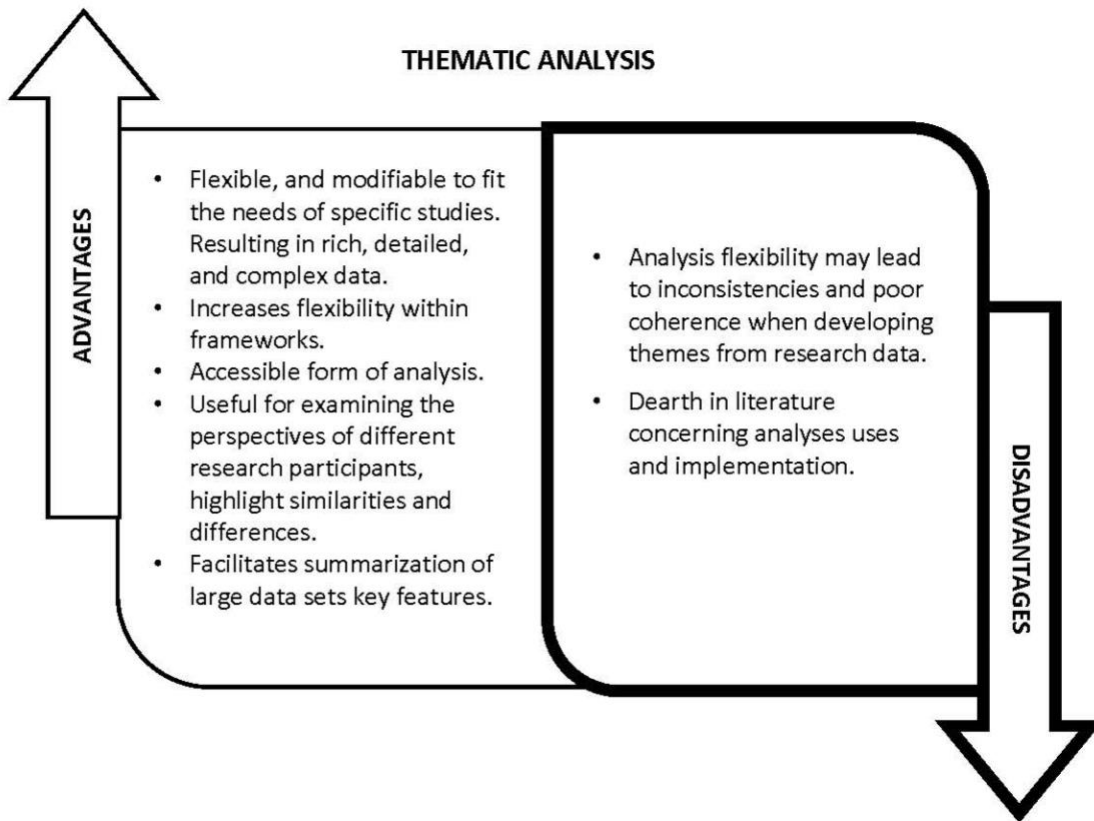 THEMATIC ANALYSIS
ADVANTAGES
• Flexible, and modifiable to fit
the needs of specific studies.
Resulting in rich, detailed,
and complex data.
• Increases flexibility within
frameworks.
• Accessible form of analysis.
• Useful for examining the
perspectives of different
research participants,
highlight similarities and
differences.
• Facilitates summarization of
large data sets key features.
• Analysis flexibility may lead
to inconsistencies and poor
coherence when developing
themes from research data.
• Dearth in literature
concerning analyses uses
and implementation.
DISADVANTAGES